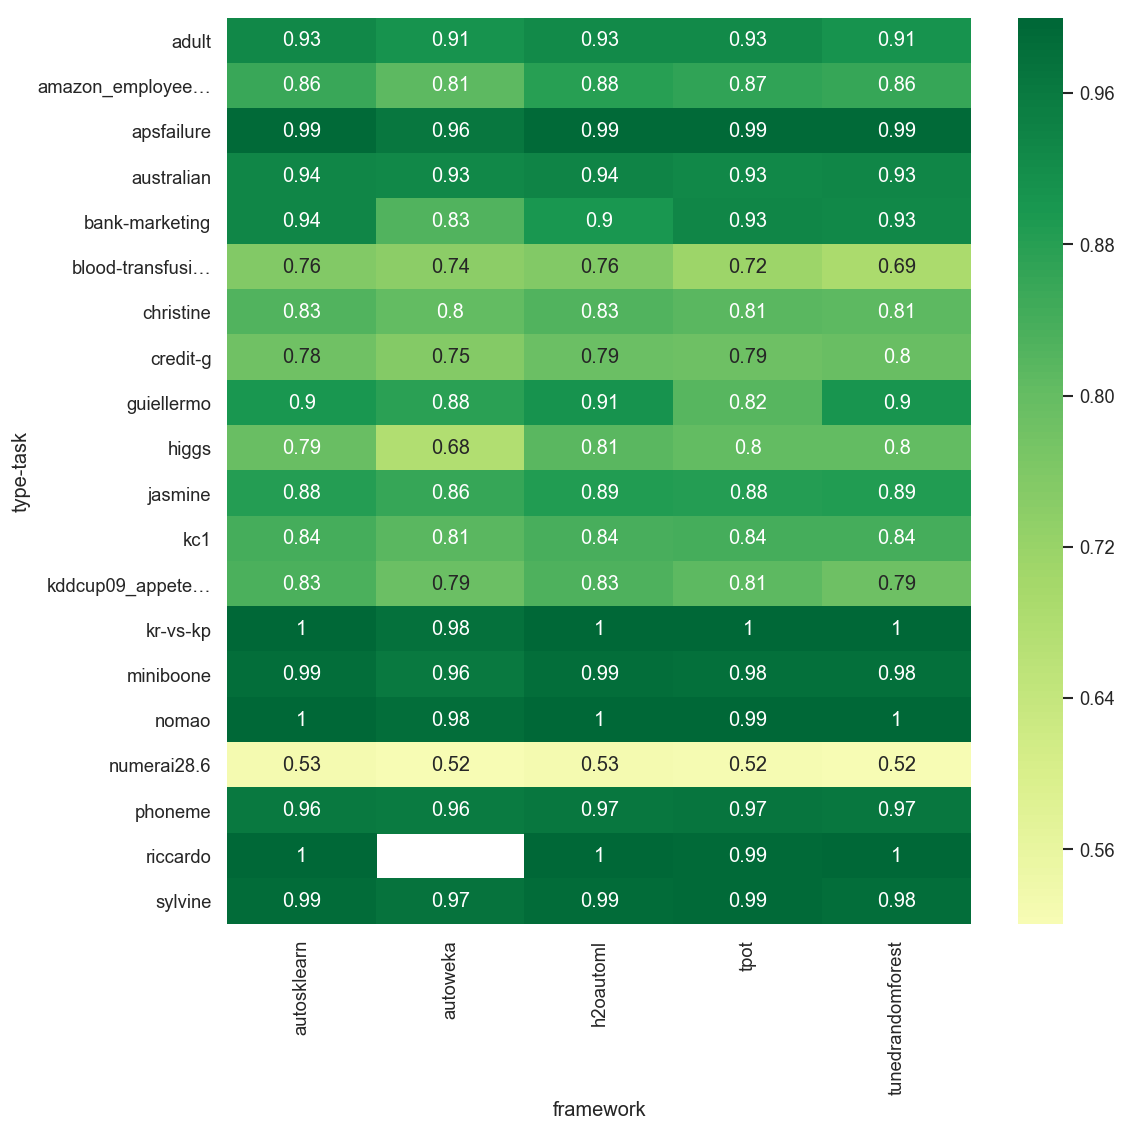 adult 0.93 0.91 0.93 0.93 0.91
amazon_employee… 0.86 0.81 0.88 0.87 0.86
apsfailure 0.99 0.96 0.99 0.99 0.99
australian 0.94 0.93 0.94 0.93 0.93
bank-marketing 0.94 0.83 0.9 0.93 0.93
blood-transfusi… 0.76 0.74 0.76 0.72 0.69
christine 0.83 0.8 0.83 0.81 0.81
credit-g 0.78 0.75 0.79 0.79 0.8
guiellermo 0.9 0.88 0.91 0.82 0.9
higgs 0.79 0.68 0.81 0.8 0.8
jasmine 0.88 0.86 0.89 0.88 0.89
kc1 0.84 0.81 0.84 0.84 0.84
kddcup09_appete… 0.83 0.79 0.83 0.81 0.79
kr-vs-kp 1 0.98 1 1 1
miniboone 0.99 0.96 0.99 0.98 0.98
nomao 1 0.98 1 0.99 1
numerai28.6 0.53 0.52 0.53 0.52 0.52
phoneme 0.96 0.96 0.97 0.97 0.97
riccardo 1 1 0.99 1
sylvine 0.99 0.97 0.99 0.99 0.98
type-task
autosklearn
autoweka
h2oautoml
tpot
tunedrandomforest
framework
0.96
0.88
0.80
0.72
0.64
0.56